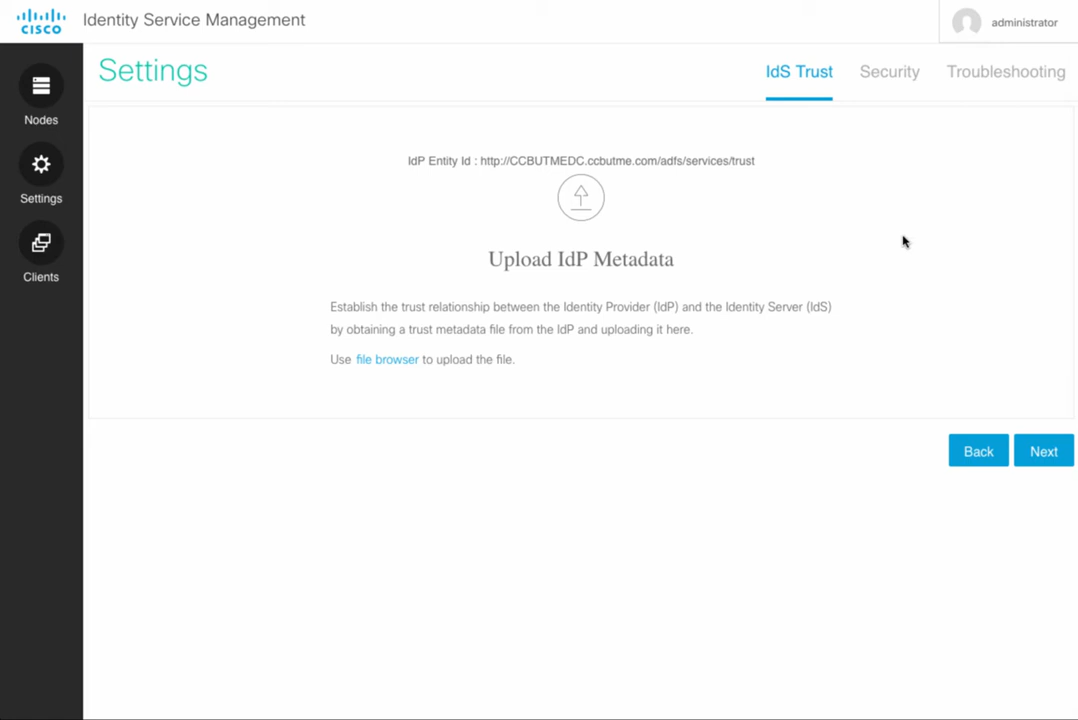 CISCO
Identity Service Management
administrator
Settings
IdS Trust
Security
Troubleshooting
Nodes
Settings
Clients
IdP Entity Id : http://CCBUTMEDC.ccbutme.com/adfs/services/trust
Upload IdP Metadata
Establish the trust relationship between the Identity Provider (IdP) and the Identity Server (IdS)
by obtaining a trust metadata file from the IdP and uploading it here.
Use file browser to upload the file.
Back
Next